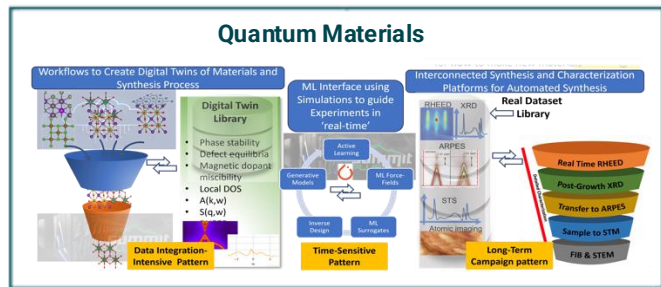 Quantum Materials
Workflows to Create Digital Twins of Materials and
Synthesis Process
Digital Twin
Library
• Phase stability
• Defect equilibria
• Magnetic dopant
miscibility
• Local DOS
• A(k,w)
• S(q,w)
Data Integration-
Intensive Pattern
ML Interface using
Simulations to guide
Experiments in
'real-time'
Active
Learning
Generative
Models
ML Force-
Fields
Inverse
Design
ML
Surrogates
Time-Sensitive
Pattern
Interconnected Synthesis and Characterization
Platforms for Automated Synthesis
RHEED
XRD
Real Dataset
Library
ARPES
STS
Atomic imaging
Real Time RHEED
Post-Growth XRD
Transfer to ARPES
Sample to STM
FIB & STEM
Long-Term
Campaign pattern